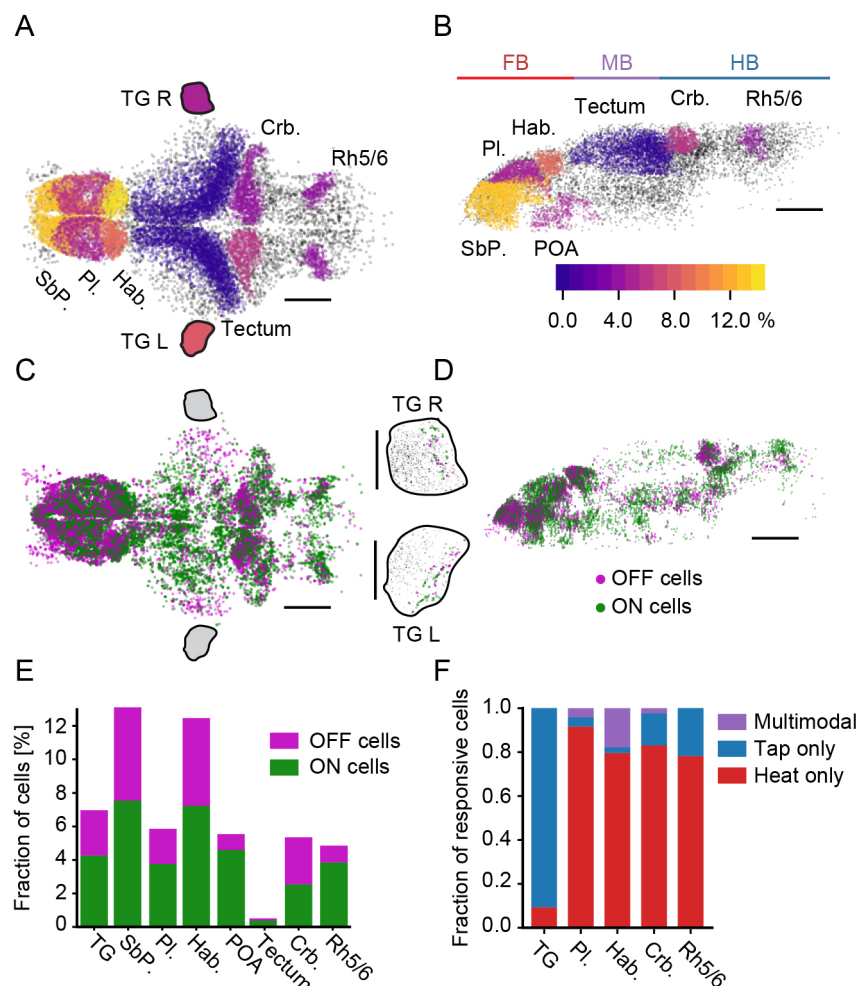 A
TG R
Crb.
Rh5/6
SbP.
Pl.
Hab.
Tectum
TG L
B
FB MB HB
Tectum
Crb.
Rh5/6
Hab.
Pl.
SbP.
POA
0.0 4.0 8.0 12.0 %
C
TG R
TG L
D
OFF cells
ON cells
E
Fraction of cells [%]
12
8
6
4
2
0
OFF cells
ON cells
TG SbP. Pl. Hab. POA Tectum Crb. Rh5/6
F
Fraction of responsive cells
1.0
0.8
0.6
0.4
0.2
0.0
Multimodal
Tap only
Heat only
TG Pl. Hab. Crb. Rh5/6